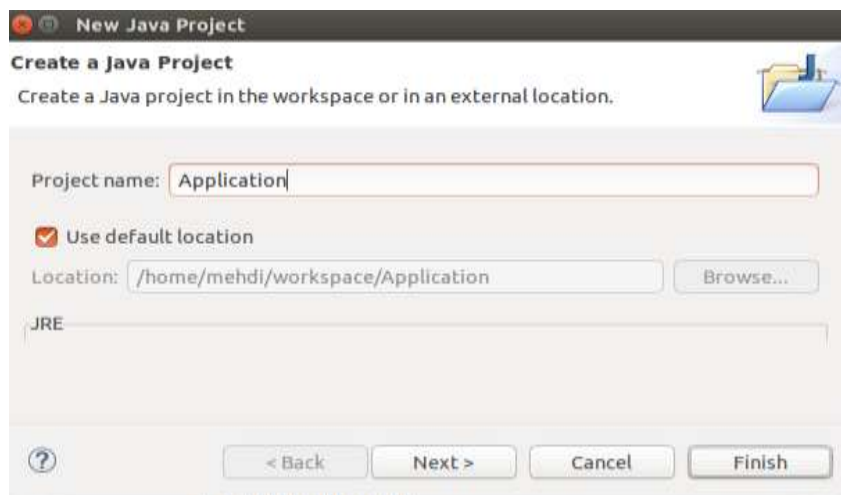 New Java Project
Create a Java Project
Create a Java project in the workspace or in an external location.
Project name: Application
Use default location
Location: /home/mehdi/workspace/Application Browse...
JRE
? < Back Next > Cancel Finish